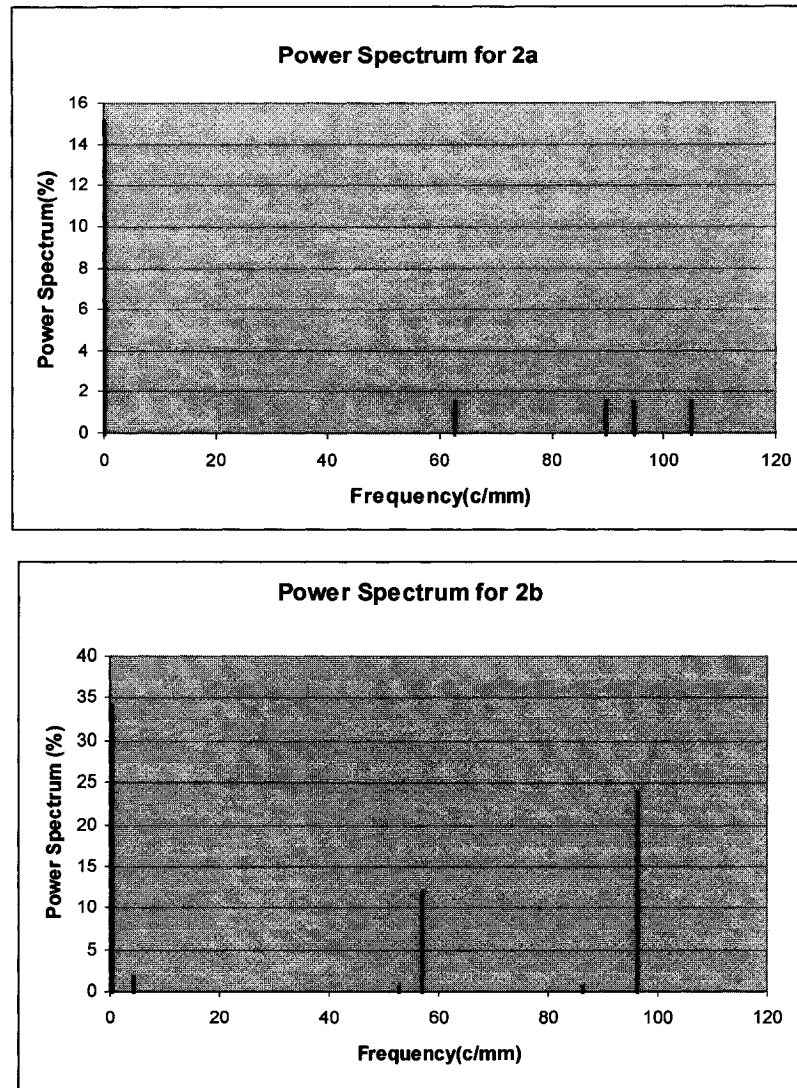 Power Spectrum for 2a
Power Spectrum(%)
16
14
12
10
8
6
4
2
0
0 20 40 60 80 100 120
Frequency(c/mm)
Power Spectrum for 2b
Power Spectrum (%)
40
35
30
25
20
15
10
5
0
0 20 40 60 80 100 120
Frequency(c/mm)